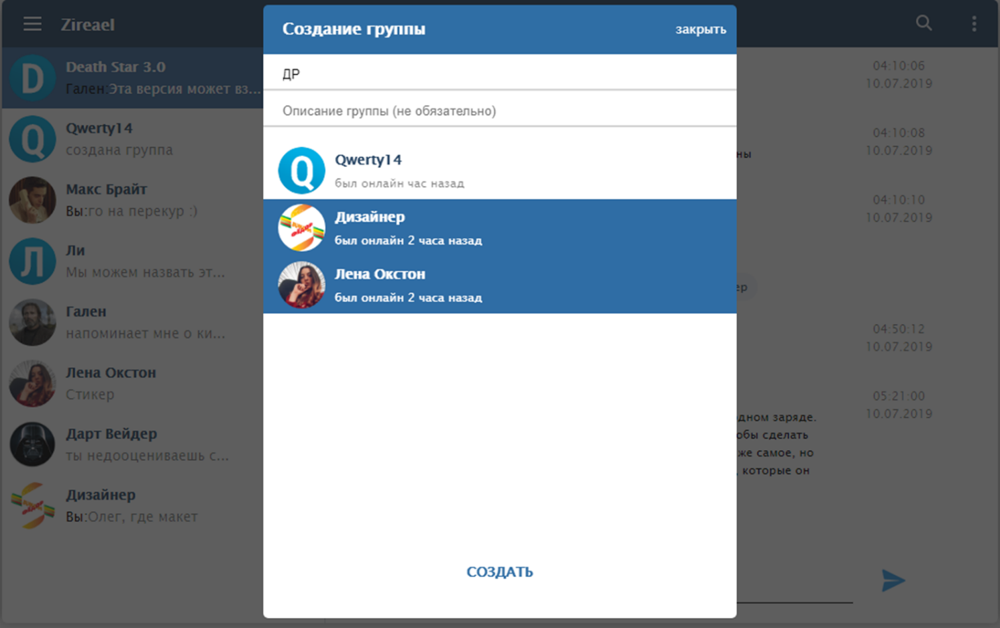 Zireael
Death Star 3.0
Гален:Эта версия может вз...
Qwerty14
создана группа
Макс Брайт
Вы:го на перекур :)
Ли
Мы можем назвать эт...
Гален
напоминает мне о ки...
Лена Окстон
Стикер
Дарт Вейдер
ты недооцениваешь с...
Дизайнер
Вы:Олег, где макет
Создание группы
закрыть
ДР
Описание группы (не обязательно)
Qwerty14
был онлайн час назад
Дизайнер
был онлайн 2 часа назад
Лена Окстон
был онлайн 2 часа назад
СОЗДАТЬ
04:10:06
10.07.2019
04:10:08
10.07.2019
ны
04:10:10
10.07.2019
ер
04:50:12
10.07.2019
05:21:00
10.07.2019
дном заряде.
обы сделать
же самое, но
, которые он